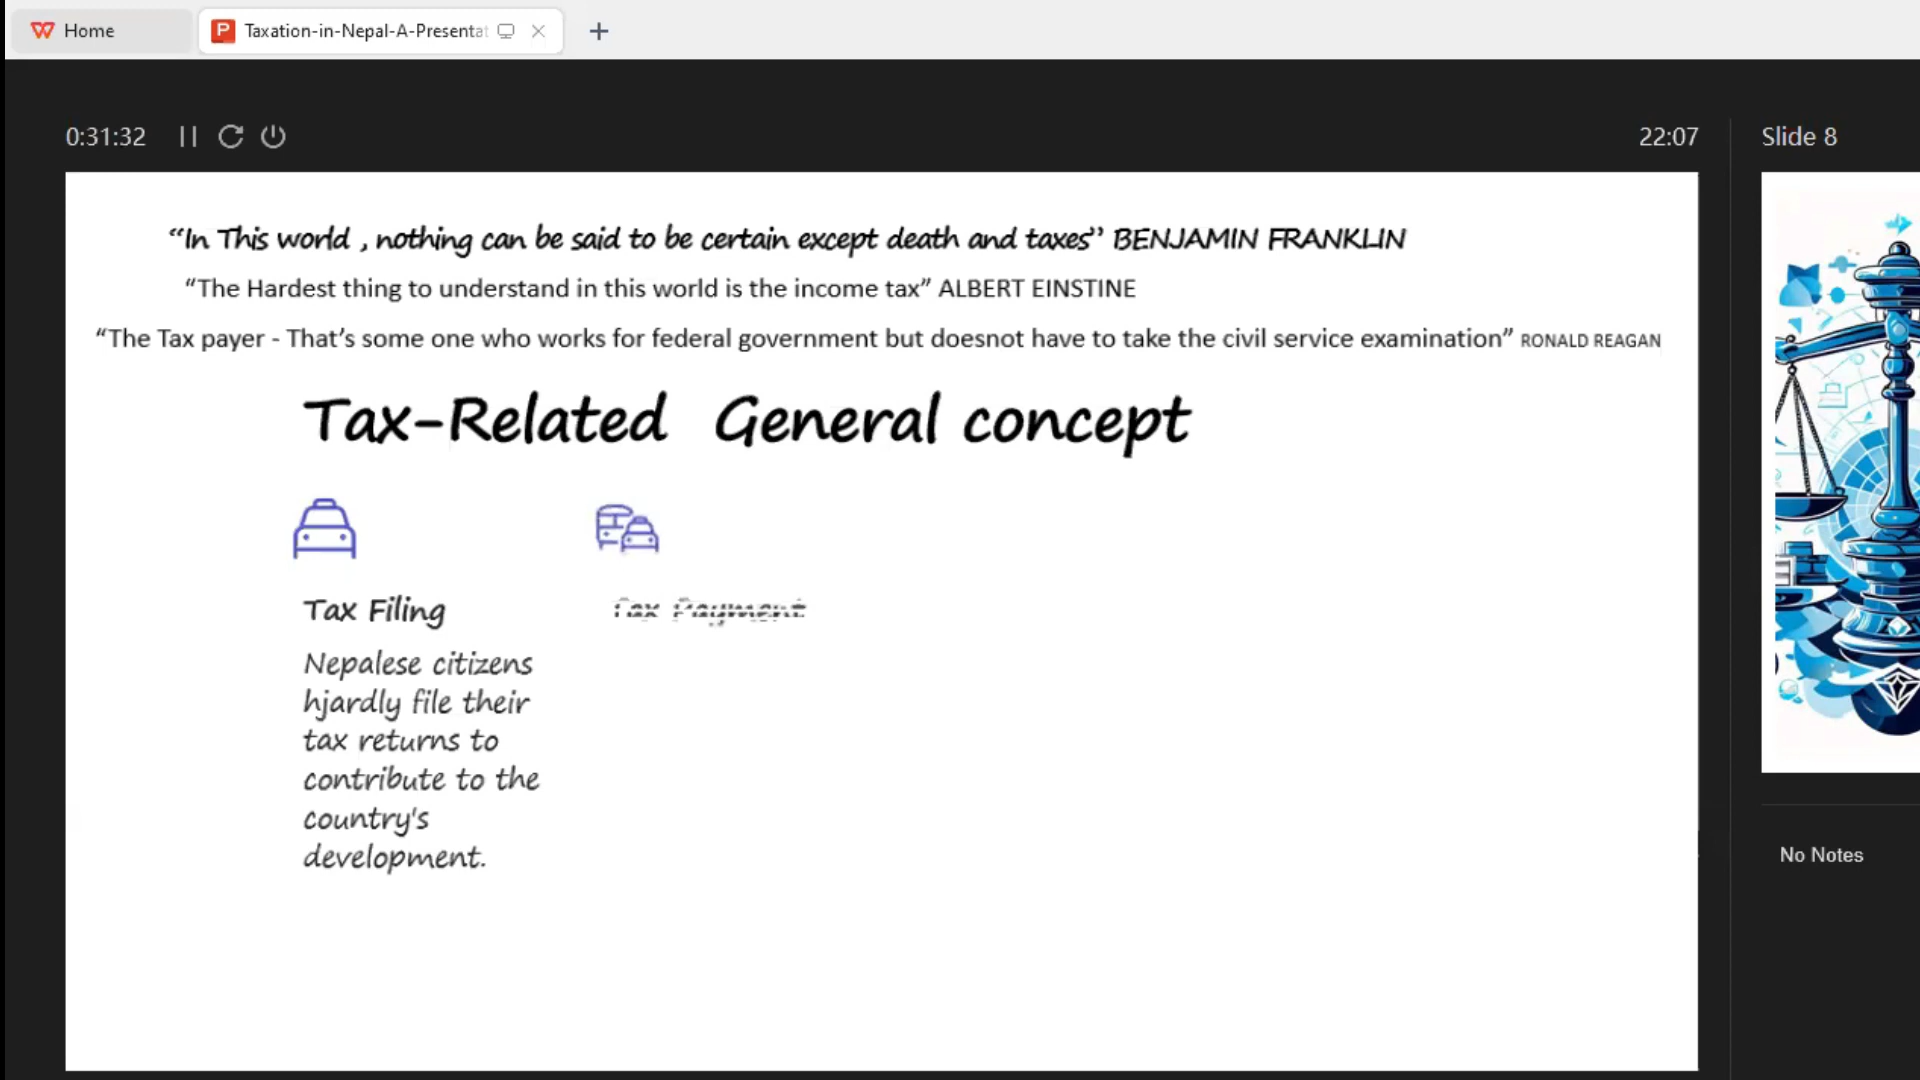 Home
Taxation-in-Nepal-A-Presentat
0:31:32
22:07
Slide 8
“In This world , nothing can be said to be certain except death and taxes” BENJAMIN FRANKLIN
“The Hardest thing to understand in this world is the income tax” ALBERT EINSTINE
“The Tax payer - That’s some one who works for federal government but doesnot have to take the civil service examination” RONALD REAGAN
Tax-Related General concept
Tax Filing
Tax Payment
Nepalese citizens
hjardly file their
tax returns to
contribute to the
country's
development.
No Notes